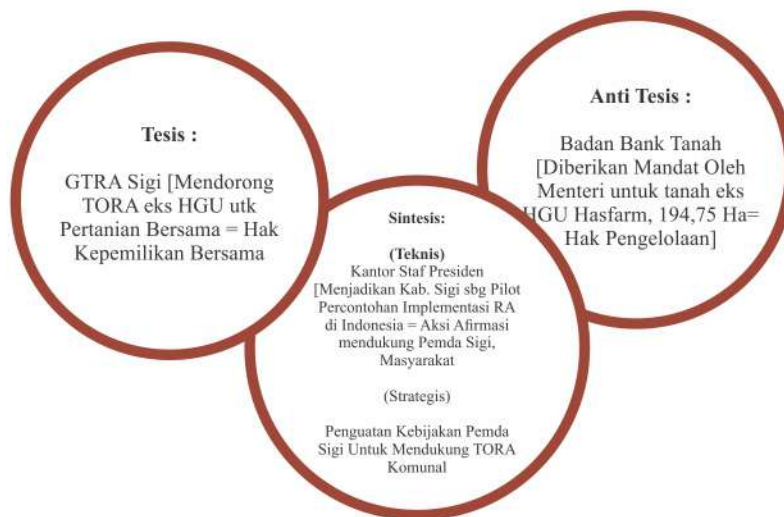 Tesis :
GTRA Sigi [Mendorong
TORA eks HGU utk
Pertanian Bersama = Hak
Kepemilikan Bersama
Anti Tesis :
Badan Bank Tanah
[Diberikan Mandat Oleh
Menteri untuk tanah eks
HGU Hasfarm, 194,75 Ha=
Hak Pengelolaan]
Sintesis:
(Teknis)
Kantor Staf Presiden
[Menjadikan Kab. Sigi sbg Pilot
Percontohan Implementasi RA
di Indonesia = Aksi Afirmasi
mendukung Pemda Sigi,
Masyarakat
(Strategis)
Penguatan Kebijakan Pemda
Sigi Untuk Mendukung TORA
Komunal